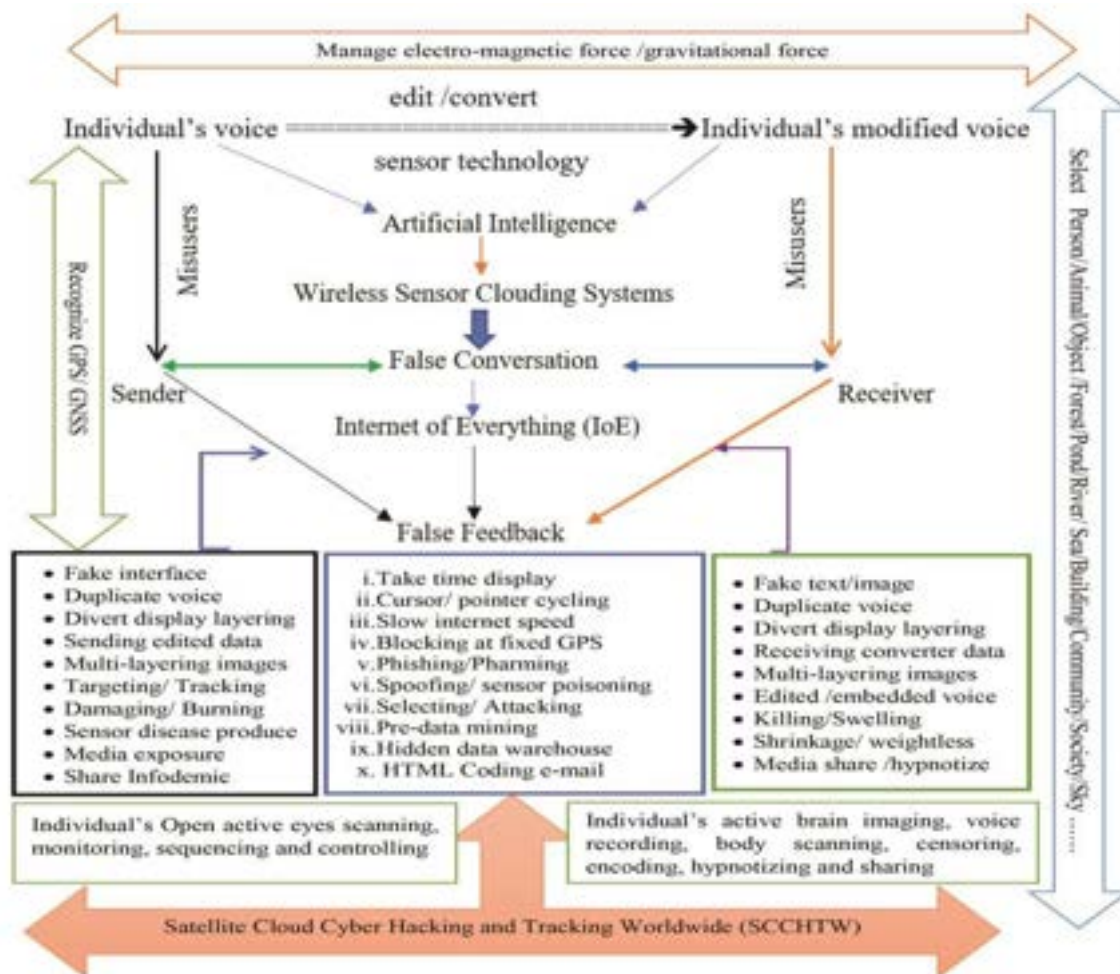 Manage electro-magnetic force /gravitational force
edit /convert
Individual's voice
Individual's modified voice
sensor technology
Artificial Intelligence
Misusers
Misusers
Wireless Sensor Clouding Systems
False Conversation
Sender
Receiver
Internet of Everything (IoE)
False Feedback
Recognize GPS/ GNSS
Select Person/Animal/Object /Forest/Pond/River/ Sea/Building/Community/Society/Sky ......
• Fake interface
• Duplicate voice
• Divert display layering
• Sending edited data
• Multi-layering images
• Targeting/ Tracking
• Damaging/ Burning
• Sensor disease produce
• Media exposure
• Share Infodemic
i.Take time display
ii.Cursor/ pointer cycling
iii.Slow internet speed
iv.Blocking at fixed GPS
v.Phishing/Pharming
vi.Spoofing/ sensor poisoning
vii.Selecting/ Attacking
viii.Pre-data mining
ix.Hidden data warehouse
x. HTML Coding e-mail
• Fake text/image
• Duplicate voice
• Divert display layering
• Receiving converter data
• Multi-layering images
• Edited /embedded voice
• Killing/Swelling
• Shrinkage/ weightless
• Media share /hypnotize
Individual's Open active eyes scanning,
monitoring, sequencing and controlling
Individual's active brain imaging, voice
recording, body scanning, censoring,
encoding, hypnotizing and sharing
Satellite Cloud Cyber Hacking and Tracking Worldwide (SCCHTW)